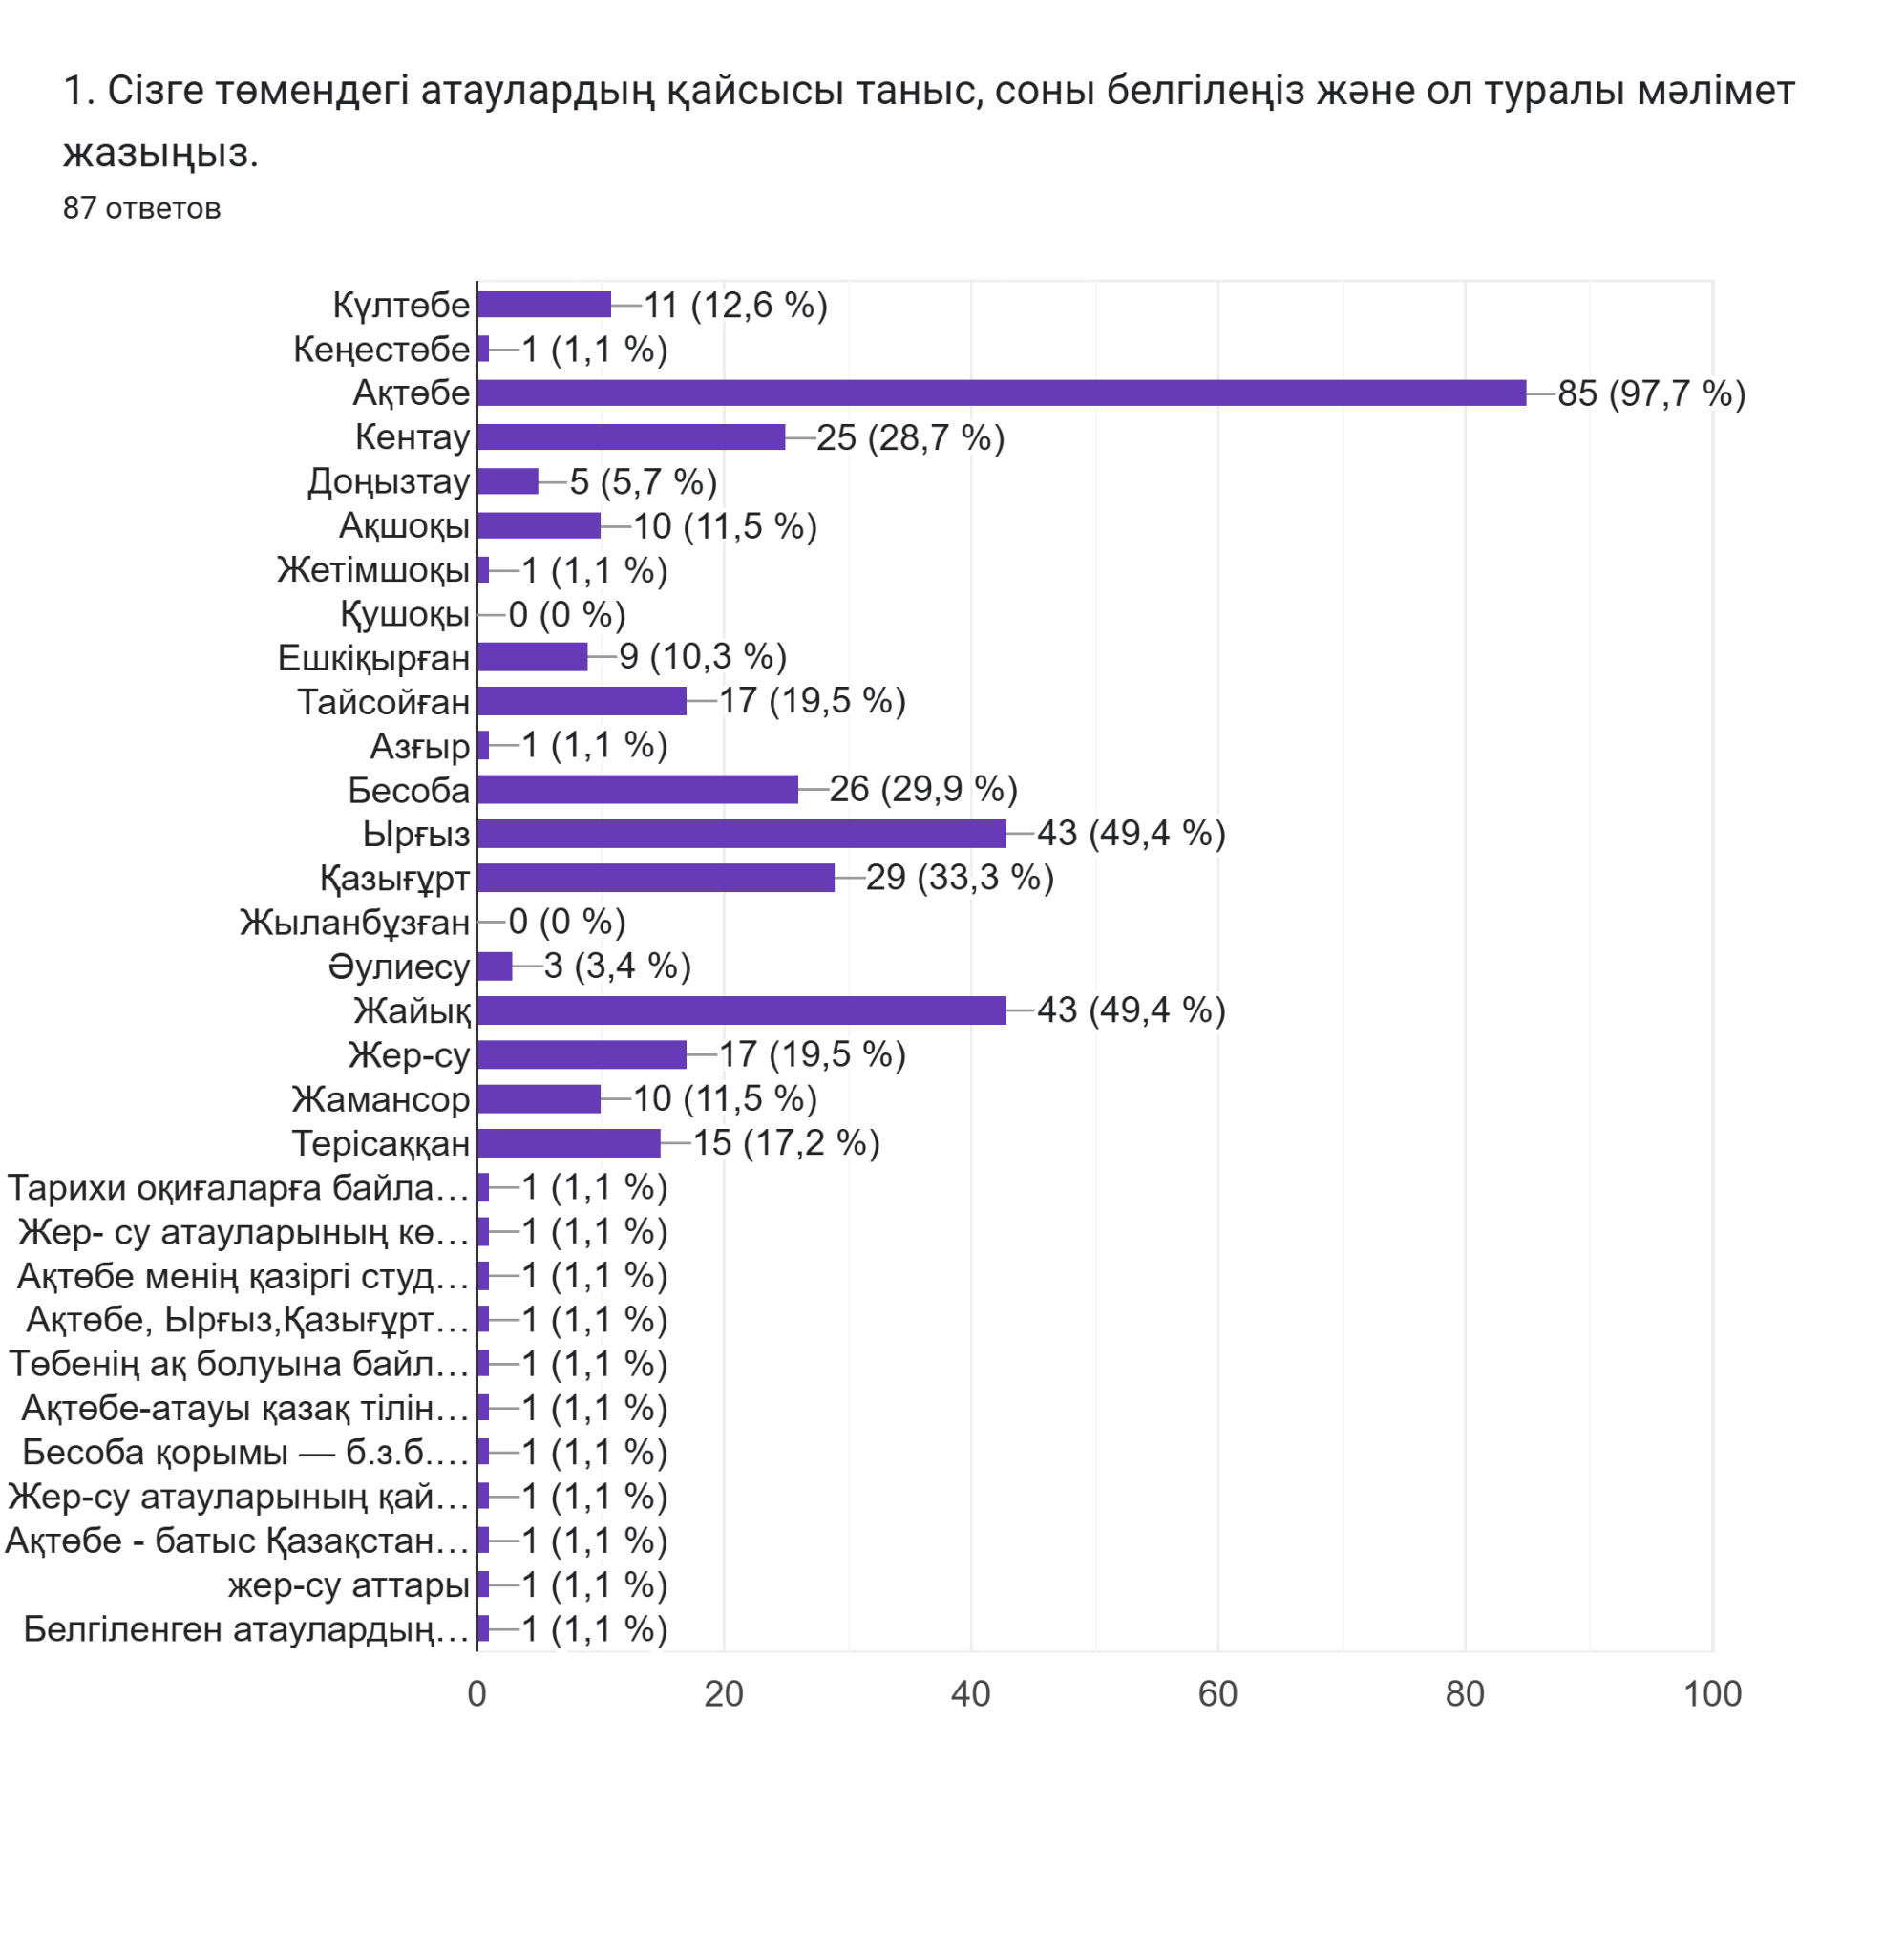 1. Сізге төмендегі атаулардың қайсысы таныс, соны белгілеңіз және ол туралы мәлімет
жазыңыз.
87 ответов
Күлтөбе 11 (12,6 %)
Кеңестөбе 1 (1,1 %)
Ақтөбе 85 (97,7 %)
Кентау 25 (28,7 %)
Доңызтау 5 (5,7 %)
Ақшоқы 10 (11,5 %)
Жетімшоқы 1 (1,1 %)
Құшоқы 0 (0 %)
Ешкіқырған 9 (10,3 %)
Тайсойған 17 (19,5 %)
Азғыр 1 (1,1 %)
Бесоба 26 (29,9 %)
Ырғыз 43 (49,4 %)
Қазығұрт 29 (33,3 %)
Жыланбұзған 0 (0 %)
Әулиесу 3 (3,4 %)
Жайық 43 (49,4 %)
Жер-су 17 (19,5 %)
Жамансор 10 (11,5 %)
Терісаққан 15 (17,2 %)
Тарихи оқиғаларға байла… 1 (1,1 %)
Жер- су атауларының кө… 1 (1,1 %)
Ақтөбе менің қазіргі студ… 1 (1,1 %)
Ақтөбе, Ырғыз,Қазығұрт… 1 (1,1 %)
Төбенің ақ болуына байл… 1 (1,1 %)
Ақтөбе-атауы қазақ тілін… 1 (1,1 %)
Бесоба қорымы — б.з.б.… 1 (1,1 %)
Жер-су атауларының қай… 1 (1,1 %)
Ақтөбе - батыс Қазақстан… 1 (1,1 %)
жер-су аттары 1 (1,1 %)
Белгіленген атаулардың… 1 (1,1 %)
0 20 40 60 80 100